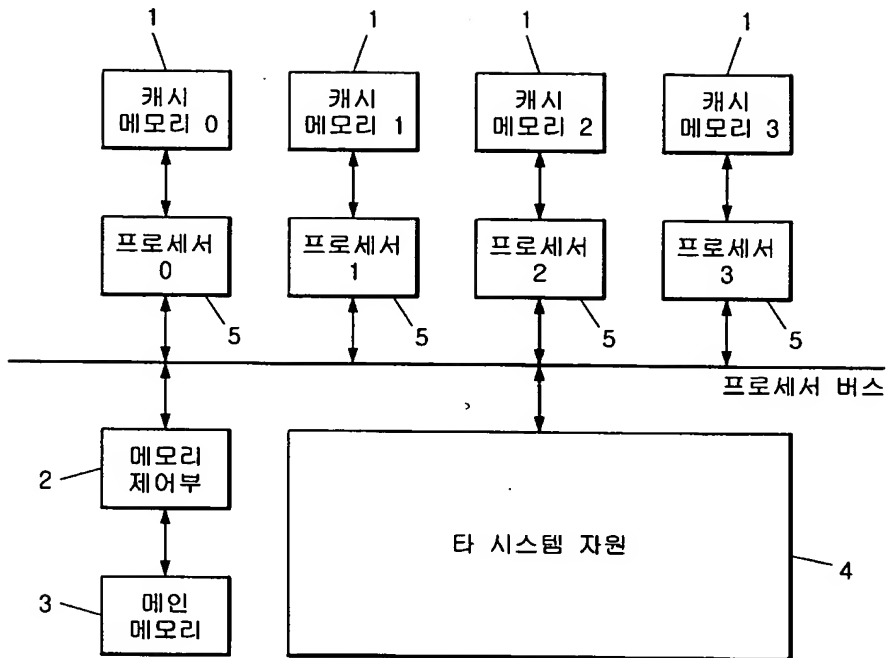 1 1 1 1
캐시 캐시 캐시 캐시
메모리 0 메모리 1 메모리 2 메모리 3
프로세서 프로세서 프로세서 프로세서
0 1 2 3
5 5 5 5
프로세서 버스
2
메모리
제어부
타 시스템 자원
4
3
메인
메모리